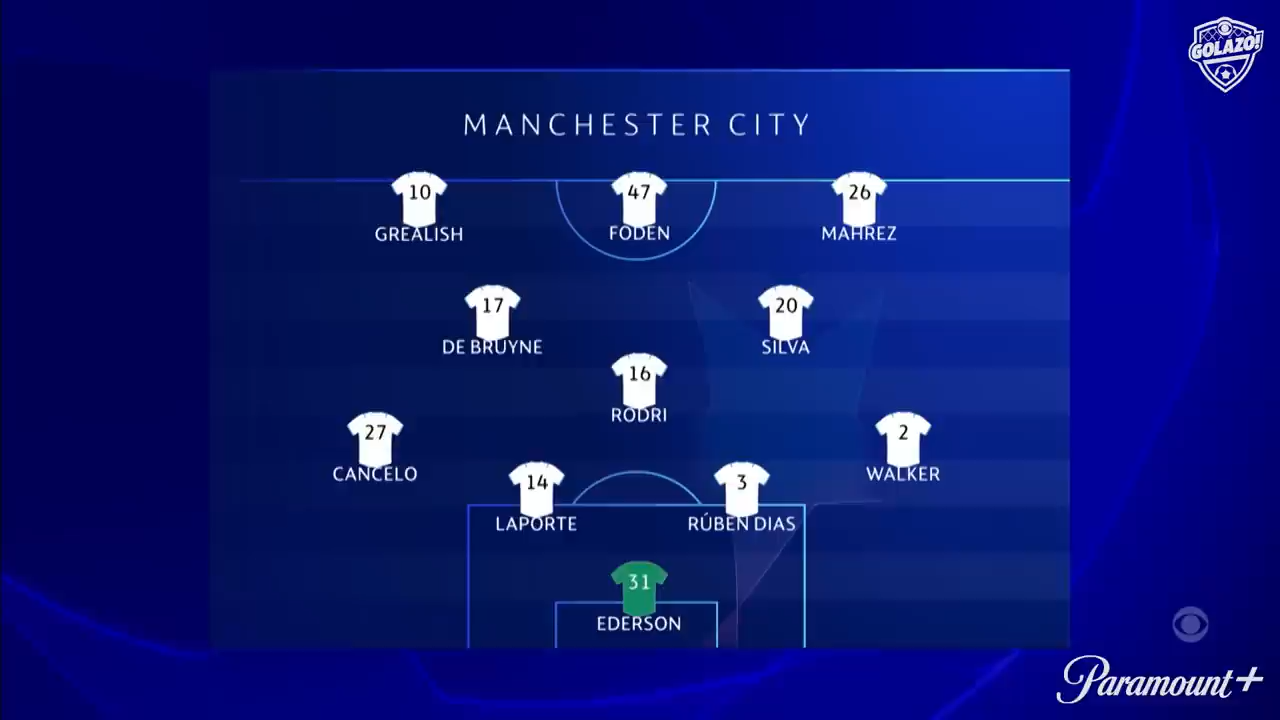 GOLAZO!
MANCHESTER CITY
10 47 26
GREALISH FODEN MAHREZ
17 20
DE BRUYNE SILVA
16
RODRI
27 2
CANCELO WALKER
14 3
LAPORTE RÚBEN DIAS
31
EDERSON
Paramount+